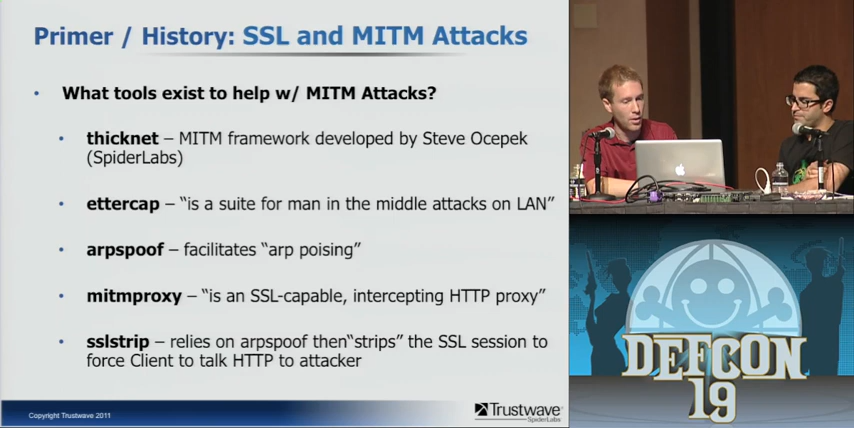 Primer / History: SSL and MITM Attacks
• What tools exist to help w/ MITM Attacks?
• thicknet – MITM framework developed by Steve Ocepek
(SpiderLabs)
• ettercap – “is a suite for man in the middle attacks on LAN”
• arpspoof – facilitates “arp poising”
• mitmproxy – “is an SSL-capable, intercepting HTTP proxy”
• sslstrip – relies on arpspoof then“strips” the SSL session to
force Client to talk HTTP to attacker
Copyright Trustwave 2011
Trustwave®
SpiderLabs
DEFCON
19